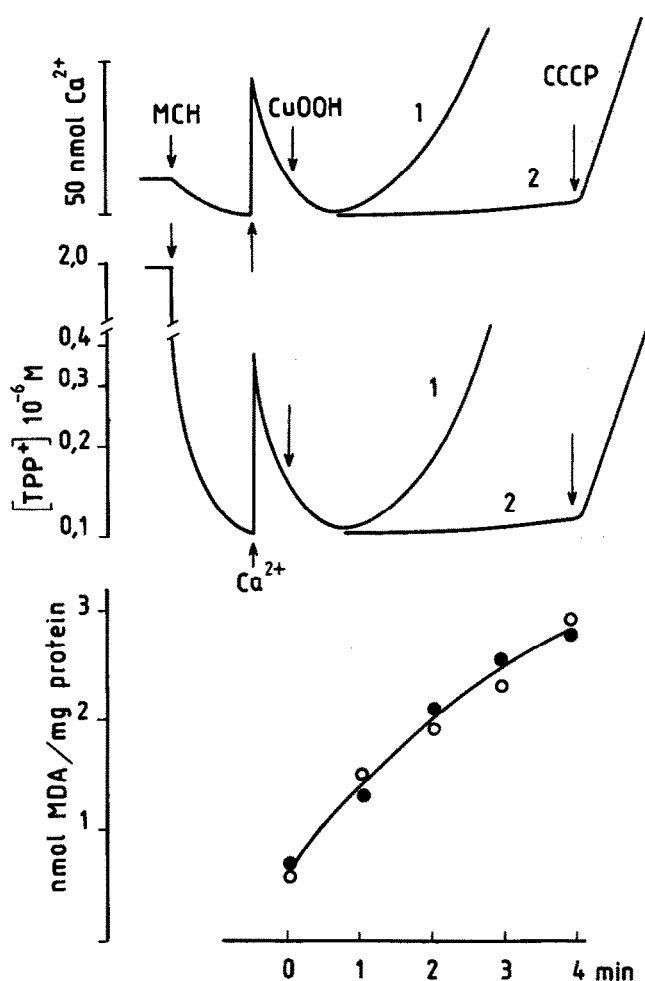 50 nmol Ca²⁺
MCH
CuOOH
1
CCCP
2
[TPP⁺] 10⁻⁶ M
2,0
0,4
0,3
0,2
0,1
1
2
Ca²⁺
nmol MDA/mg protein
3
2
1
0 1 2 3 4 min